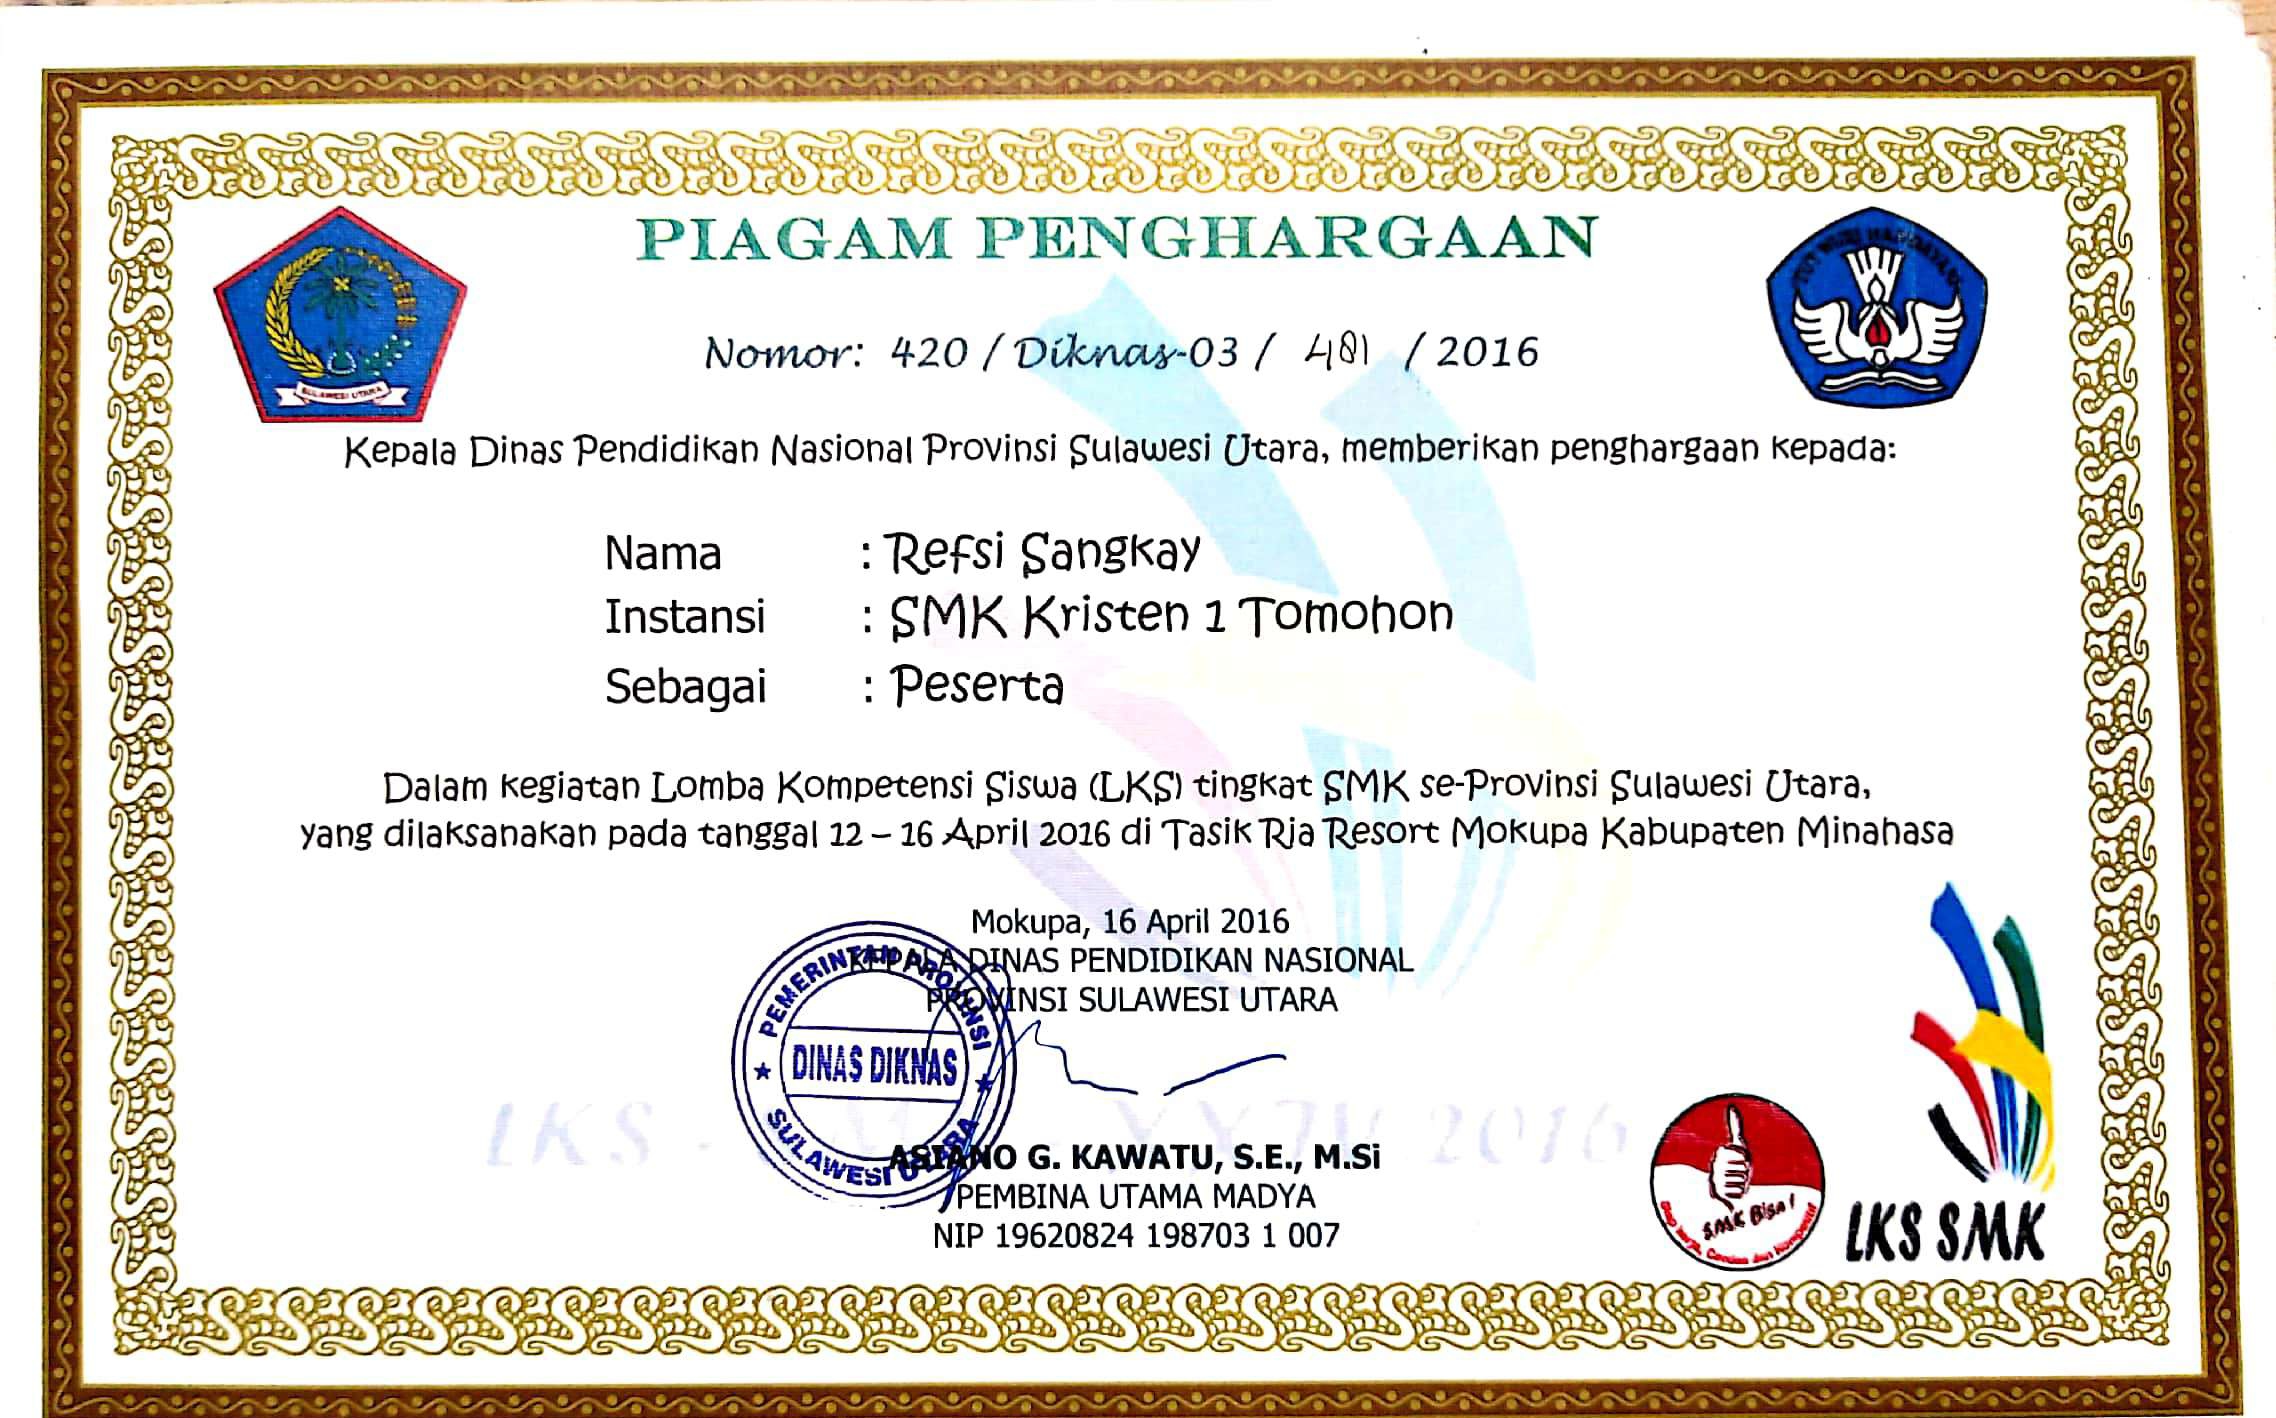 PIAGAM PENGHARGAAN
SULAWESI UTARA
TUT WURI HANDAYANI
Nomor: 420 / Diknas-03 / 481 / 2016
Kepala Dinas Pendidikan Nasional Provinsi Sulawesi Utara, memberikan penghargaan kepada:
Nama : Refsi Sangkay
Instansi : SMK Kristen 1 Tomohon
Sebagai : Peserta
Dalam kegiatan Lomba Kompetensi Siswa (LKS) tingkat SMK se-Provinsi Sulawesi Utara,
yang dilaksanakan pada tanggal 12 – 16 April 2016 di Tasik Ria Resort Mokupa Kabupaten Minahasa
Mokupa, 16 April 2016
KEPALA DINAS PENDIDIKAN NASIONAL
PROVINSI SULAWESI UTARA
PEMERINTAH PROVINSI
DINAS DIKNAS
SULAWESI UTARA
LKS - 2016
ASIANO G. KAWATU, S.E., M.Si
PEMBINA UTAMA MADYA
NIP 19620824 198703 1 007
SMK Bisa!
LKS SMK